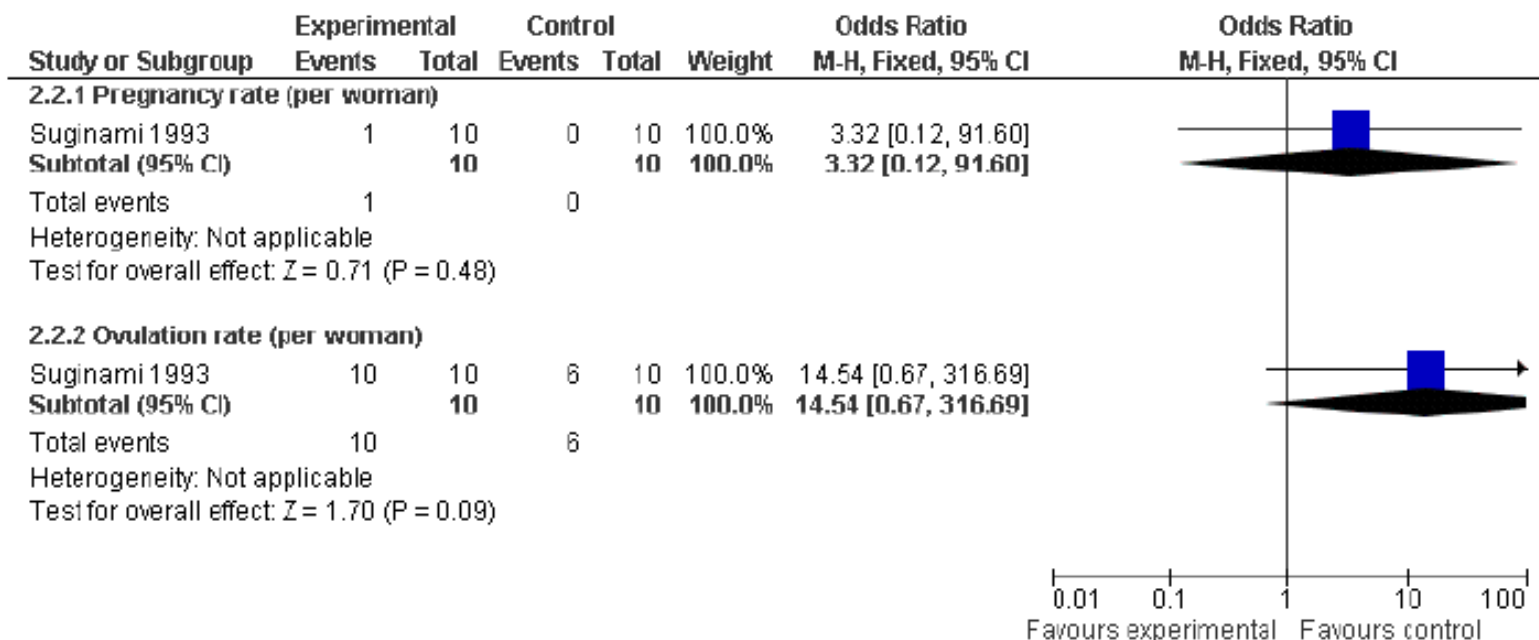 Experimental Control Odds Ratio Odds Ratio
Study or Subgroup Events Total Events Total Weight M-H, Fixed, 95% CI M-H, Fixed, 95% CI
2.2.1 Pregnancy rate (per woman)
Suginami 1993 1 10 0 10 100.0% 3.32 [0.12, 91.60]
Subtotal (95% CI) 10 10 100.0% 3.32 [0.12, 91.60]
Total events 1 0
Heterogeneity: Not applicable
Test for overall effect: Z = 0.71 (P = 0.48)
2.2.2 Ovulation rate (per woman)
Suginami 1993 10 10 6 10 100.0% 14.54 [0.67, 316.69]
Subtotal (95% CI) 10 10 100.0% 14.54 [0.67, 316.69]
Total events 10 6
Heterogeneity: Not applicable
Test for overall effect: Z = 1.70 (P = 0.09)
0.01 0.1 1 10 100
Favours experimental Favours control